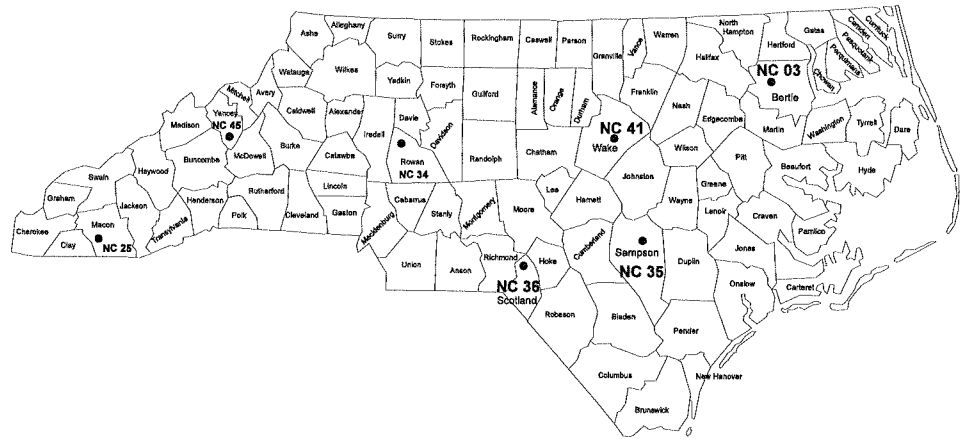 Ashe
Alleghany
Surry
Stokes
Rockingham
Caswell
Person
Granville
Vance
Warren
North
Hampton
Gates
Currituck
Camden
Pasquotank
Perquimans
Chowan
Hertford
Halifax
Watauga
Wilkes
Yadkin
Forsyth
Guilford
Alamance
Orange
Durham
Franklin
Nash
NC 03
Bertie
Mitchell
Avery
Caldwell
Alexander
Iredell
Davie
Davidson
Edgecombe
Martin
Washington
Tyrrell
Dare
Yancey
NC 45
Madison
Buncombe
McDowell
Burke
Catawba
Rowan
NC 34
Randolph
Chatham
NC 41
Wake
Wilson
Pitt
Beaufort
Hyde
Swain
Haywood
Graham
Jackson
Henderson
Rutherford
Polk
Cleveland
Lincoln
Gaston
Cabarrus
Stanly
Montgomery
Moore
Lee
Harnett
Johnston
Wayne
Greene
Lenoir
Craven
Pamlico
Cherokee
Macon
Clay
NC 25
Transylvania
Mecklenburg
Union
Anson
Richmond
NC 36
Scotland
Hoke
Cumberland
Sampson
NC 35
Duplin
Jones
Onslow
Carteret
Robeson
Bladen
Pender
Columbus
New Hanover
Brunswick